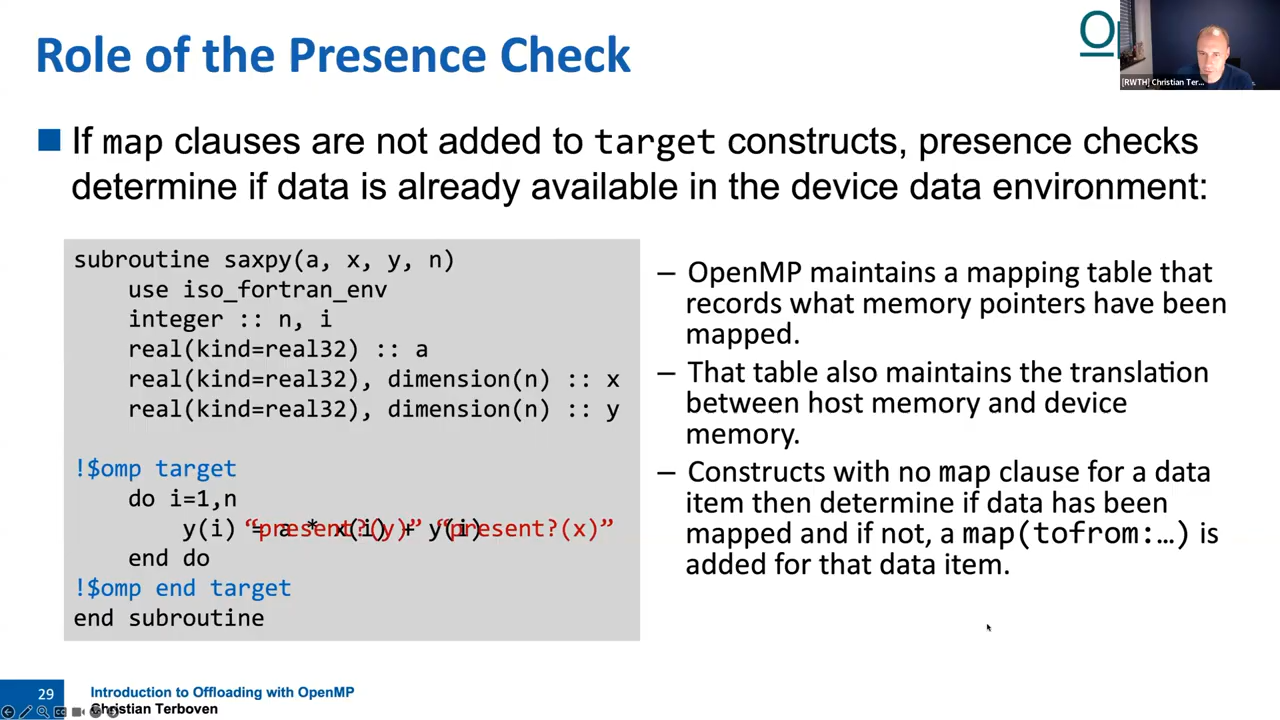 Role of the Presence Check
[RWTH] Christian Ter...
If map clauses are not added to target constructs, presence checks
determine if data is already available in the device data environment:
subroutine saxpy(a, x, y, n)
use iso_fortran_env
integer :: n, i
real(kind=real32) :: a
real(kind=real32), dimension(n) :: x
real(kind=real32), dimension(n) :: y
!$omp target
do i=1,n
y(i) = a * x(i) + y(i)
“present?(y)” “present?(x)”
end do
!$omp end target
end subroutine
– OpenMP maintains a mapping table that
records what memory pointers have been
mapped.
– That table also maintains the translation
between host memory and device
memory.
– Constructs with no map clause for a data
item then determine if data has been
mapped and if not, a map(tofrom:…) is
added for that data item.
29
Introduction to Offloading with OpenMP
Christian Terboven